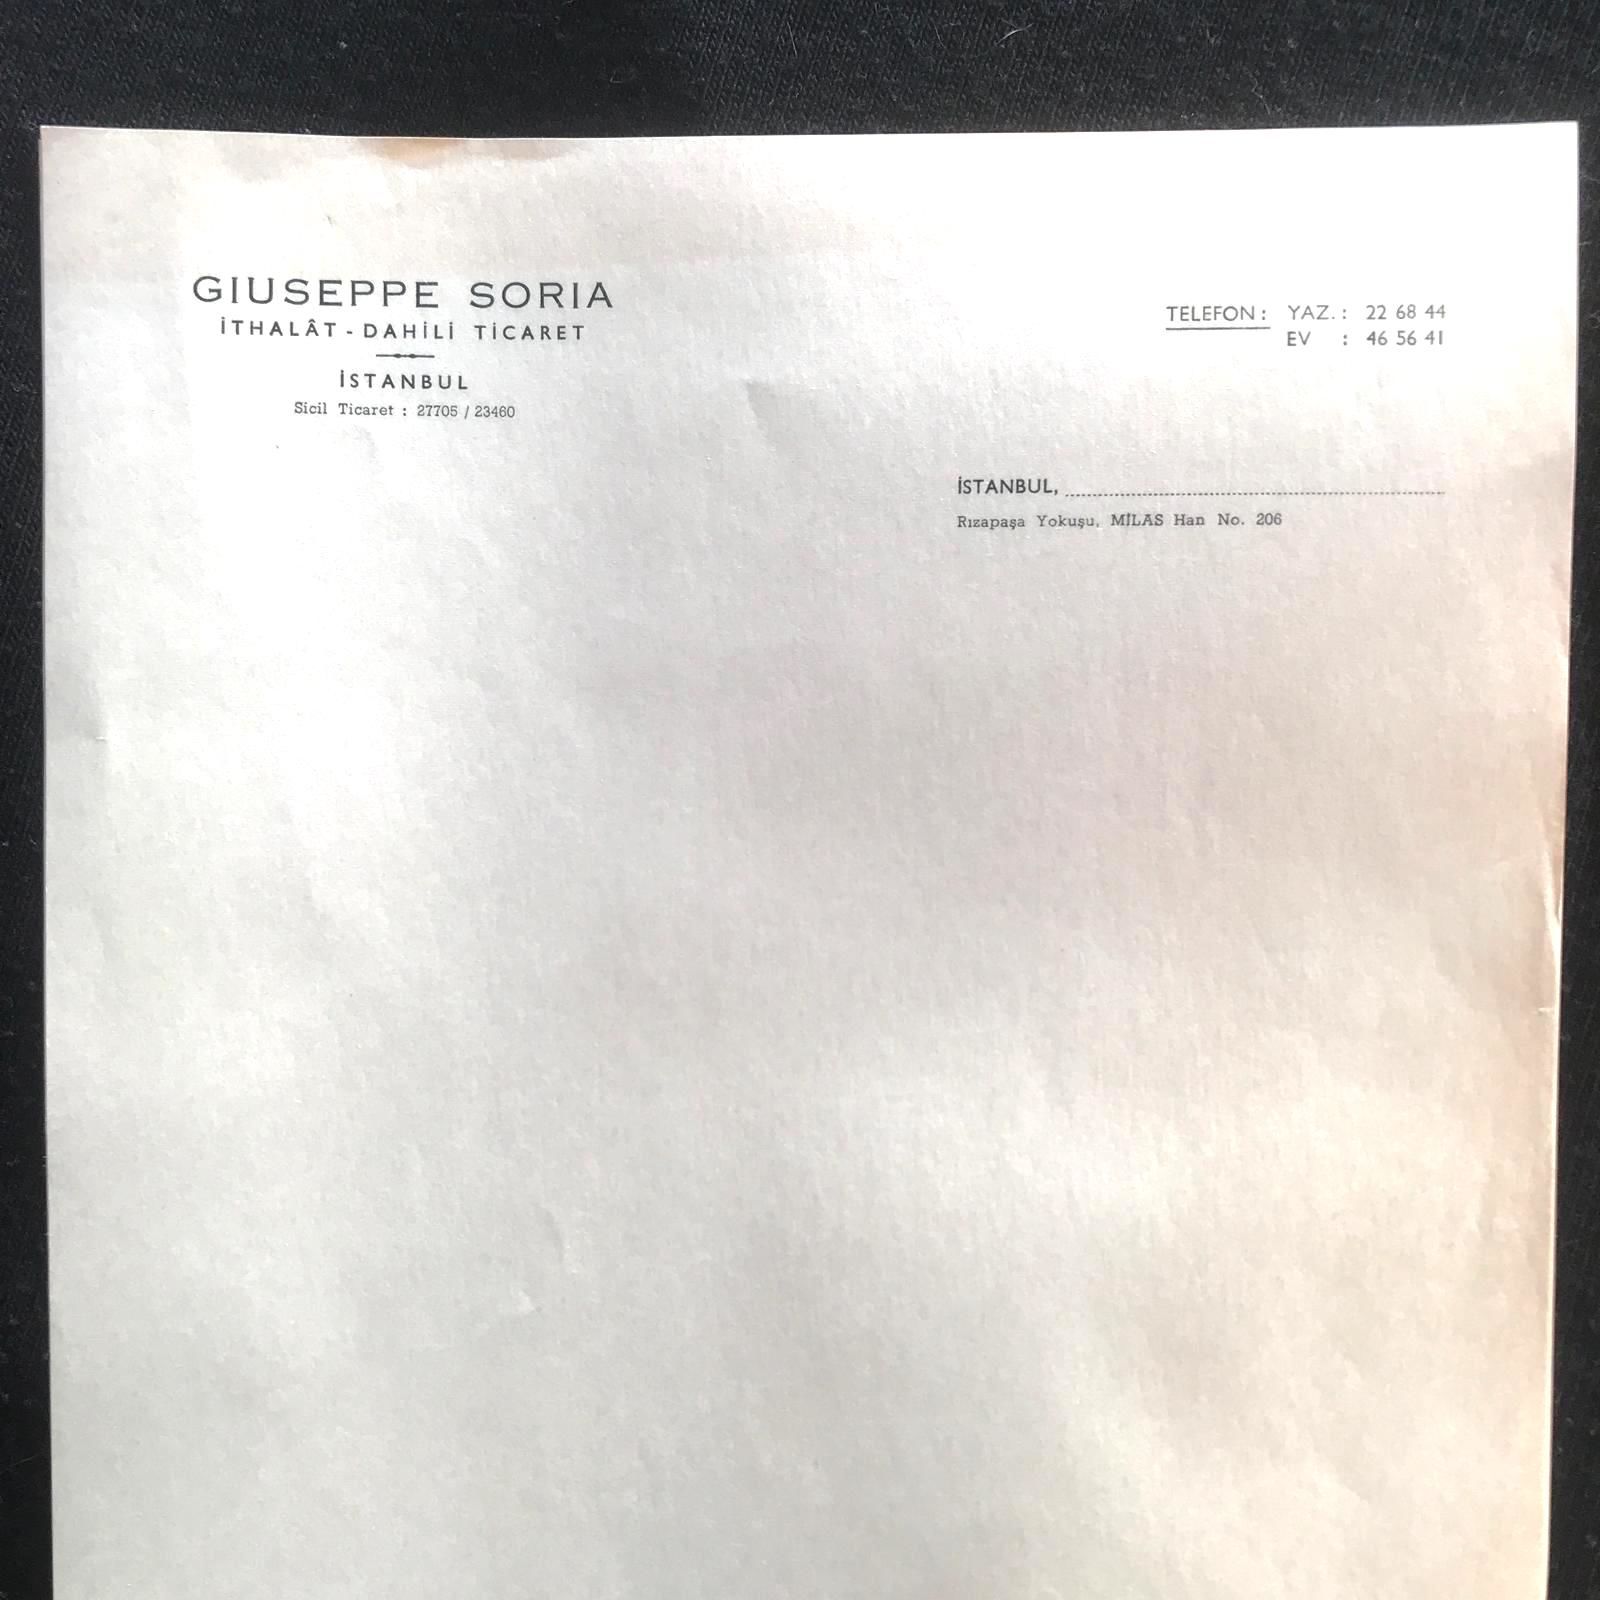 GIUSEPPE SORIA
İTHALÂT - DAHİLİ TİCARET
İSTANBUL
Sicil Ticaret : 27705 / 23460
TELEFON : YAZ. : 22 68 44
EV : 46 56 41
İSTANBUL, ........................
Rızapaşa Yokuşu, MİLAS Han No. 206